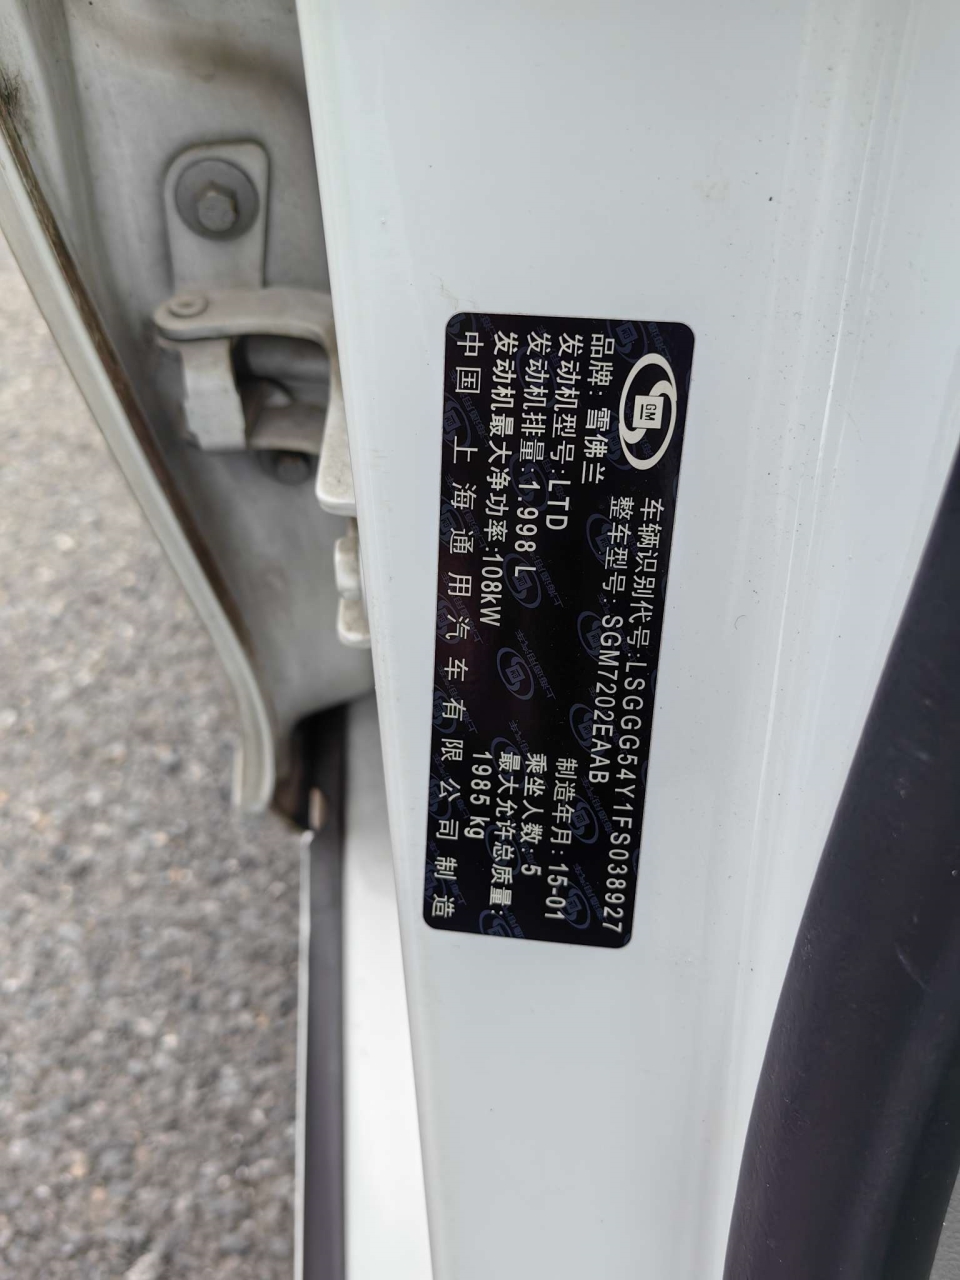 GM
车辆识别代号:LSGGG54Y1FS038927
整车型号:SGM7202EAAB
品牌:雪佛兰
发动机型号:LTD
制造年月:15-01
发动机排量:1.998 L
乘坐人数:5
发动机最大净功率:108kW
最大允许总质量:
1985 kg
中国上海通用汽车有限公司制造